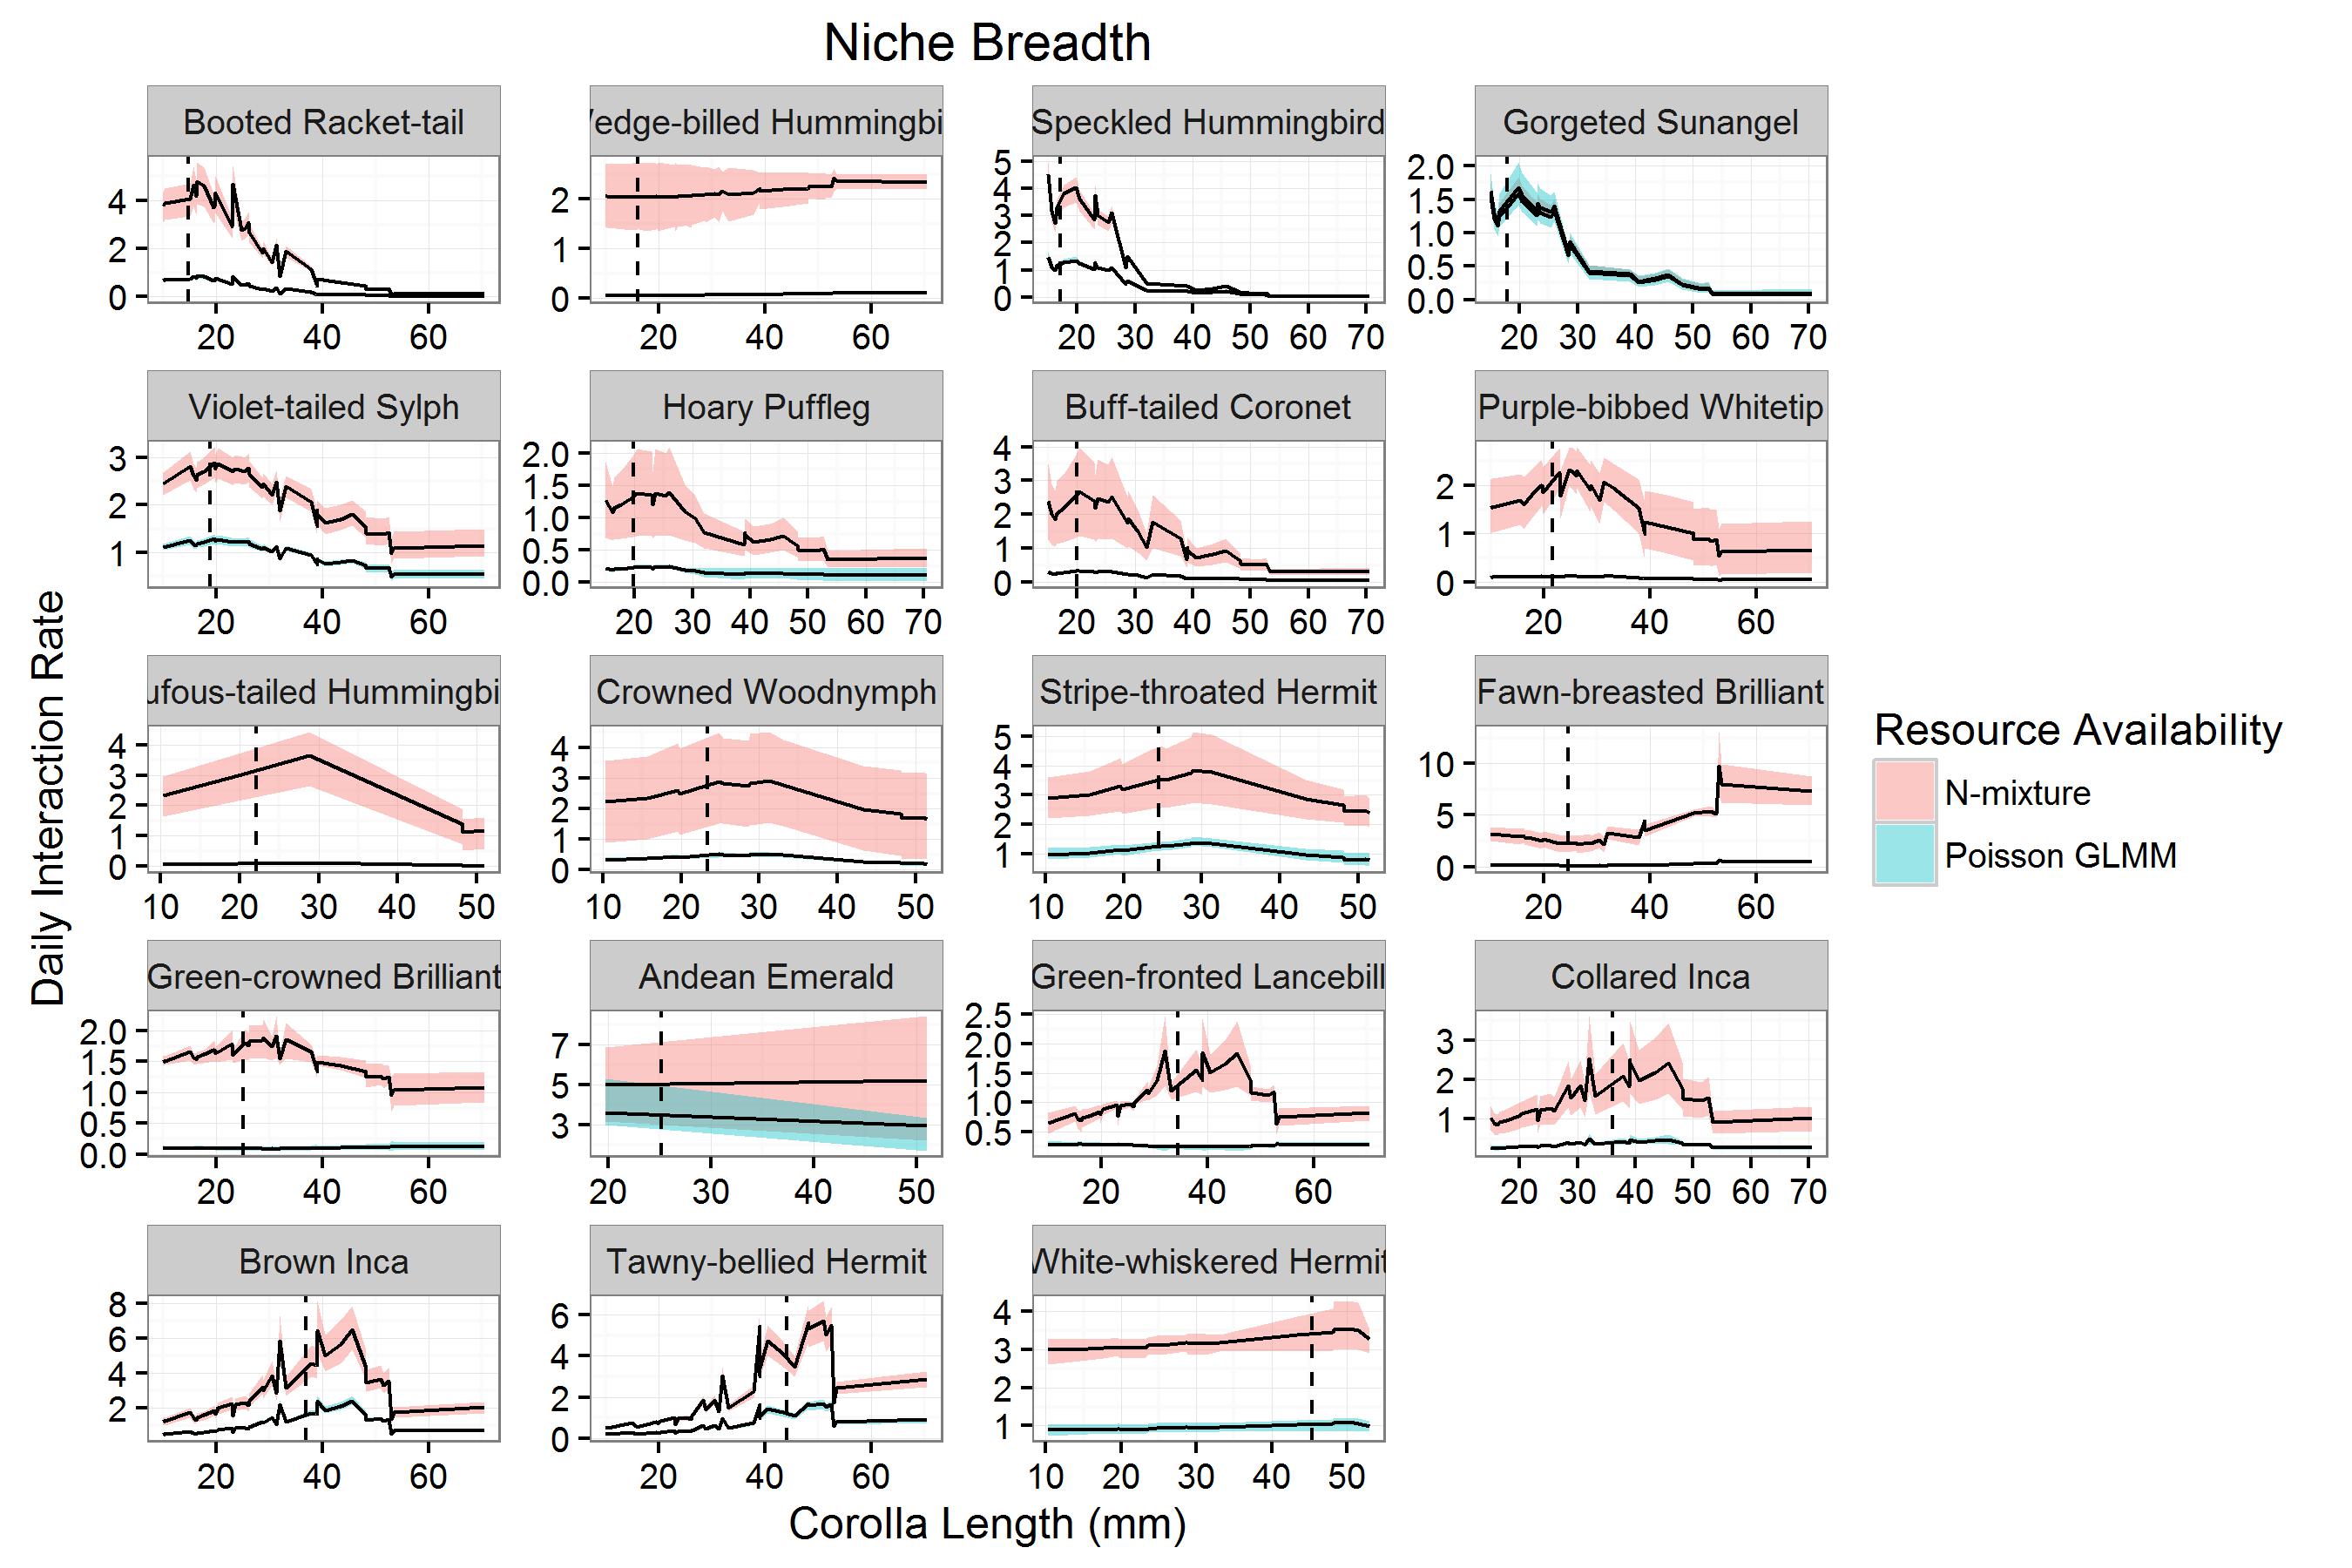 Niche Breadth
Booted Racket-tail
edge-billed Hummingbi
Speckled Hummingbird
Gorgeted Sunangel
4
2
0
2
1
0
5
4
3
2
1
0
2.0
1.5
1.0
0.5
0.0
20 40 60
20 40 60
20 30 40 50 60 70
20 30 40 50 60 70
Violet-tailed Sylph
Hoary Puffleg
Buff-tailed Coronet
Purple-bibbed Whitetip
3
2
1
2.0
1.5
1.0
0.5
0.0
4
3
2
1
0
2
1
0
20 40 60
20 30 40 50 60 70
20 30 40 50 60 70
20 40 60
ufous-tailed Hummingbi
Crowned Woodnymph
Stripe-throated Hermit
Fawn-breasted Brilliant
4
3
2
1
0
4
3
2
1
0
5
4
3
2
1
10
5
0
10 20 30 40 50
10 20 30 40 50
10 20 30 40 50
20 40 60
Green-crowned Brilliant
Andean Emerald
Green-fronted Lancebill
Collared Inca
2.0
1.5
1.0
0.5
0.0
7
5
3
2.5
2.0
1.5
1.0
0.5
3
2
1
20 40 60
20 30 40 50
20 40 60
20 30 40 50 60 70
Brown Inca
Tawny-bellied Hermit
White-whiskered Hermit
8
6
4
2
6
4
2
0
4
3
2
1
20 40 60
20 40 60
10 20 30 40 50
Corolla Length (mm)
Daily Interaction Rate
Resource Availability
N-mixture
Poisson GLMM